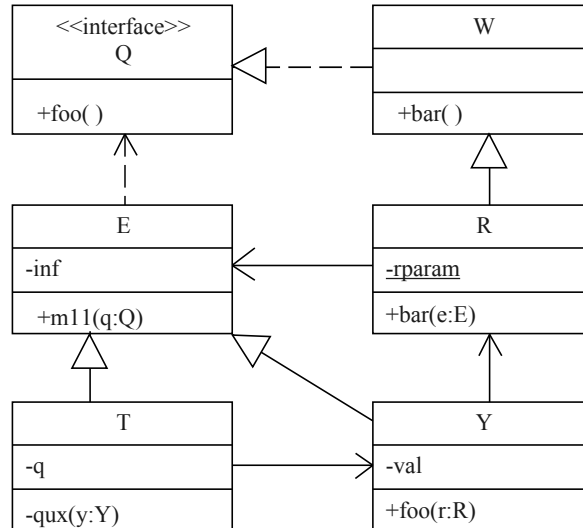 <<interface>>
Q
+foo( )
W
+bar( )
E
-inf
+m11(q:Q)
R
-rparam
+bar(e:E)
T
-q
-qux(y:Y)
Y
-val
+foo(r:R)